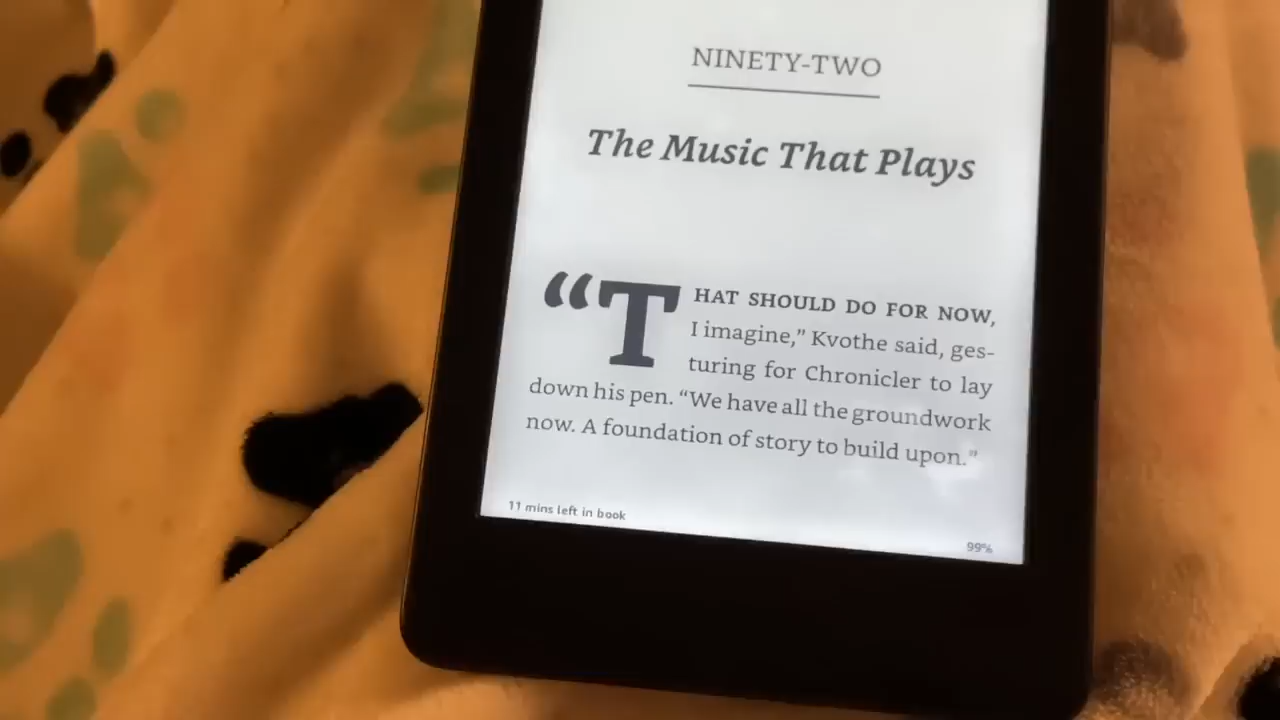 NINETY-TWO
The Music That Plays
“THAT SHOULD DO FOR NOW,
I imagine,” Kvothe said, ges-
turing for Chronicler to lay
down his pen. “We have all the groundwork
now. A foundation of story to build upon.”
11 mins left in book
99%